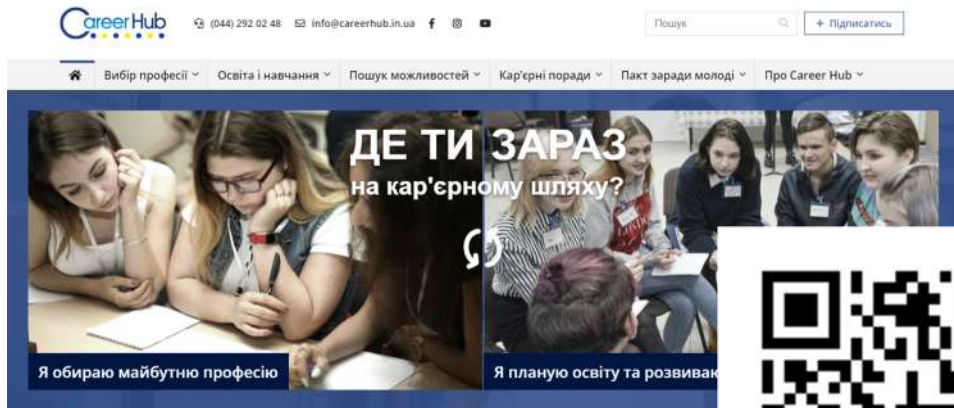 CareerHub
(044) 292 02 48 info@careerhub.in.ua
Пошук
+ Підписатись
Вибір професії Освіта і навчання Пошук можливостей Кар'єрні поради Пакт заради молоді Про Career Hub
ДЕ ТИ ЗАРАЗ
на кар'єрному шляху?
Я обираю майбутню професію
Я планую освіту та